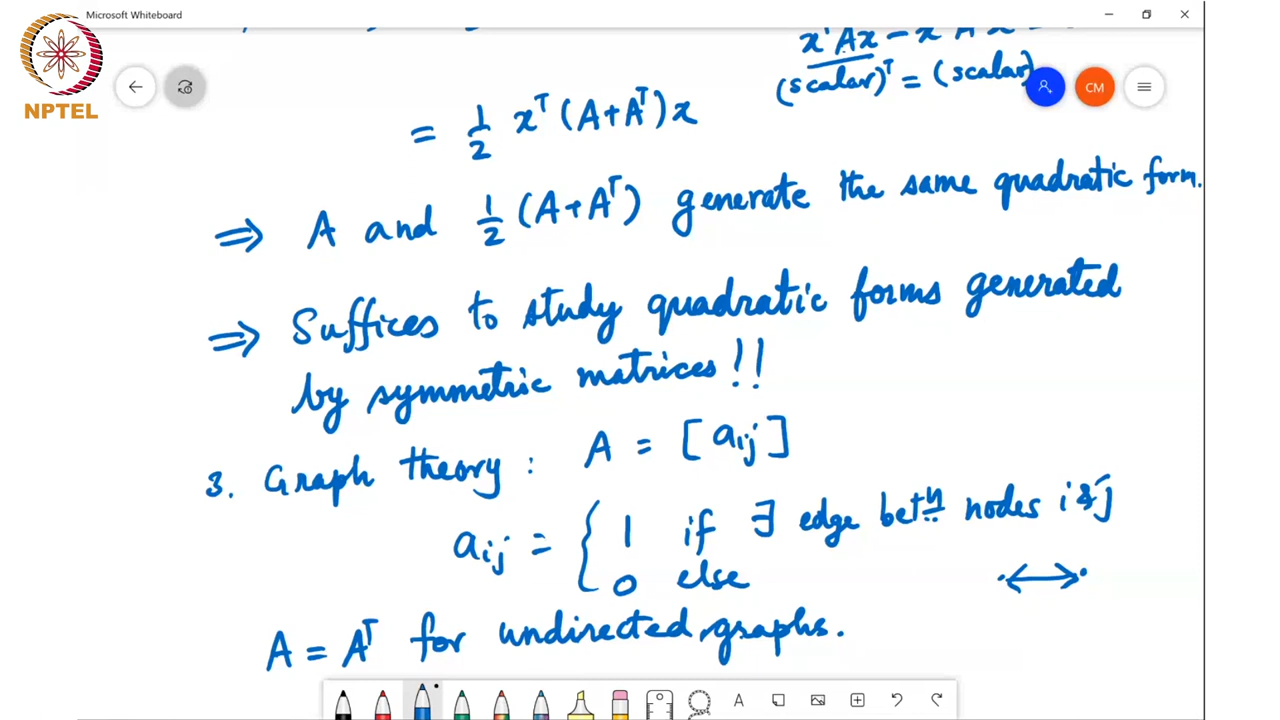 Microsoft Whiteboard
NPTEL
CM
(scalar)ᵀ = (scalar)
= 1/2 xᵀ (A+Aᵀ) x
⇒ A and 1/2 (A+Aᵀ) generate the same quadratic form.
⇒ Suffices to study quadratic forms generated
by symmetric matrices!!
3. Graph theory : A = [aij]
aij = { 1 if ∃ edge betⁿ nodes i & j
0 else
A = Aᵀ for undirected graphs.
A